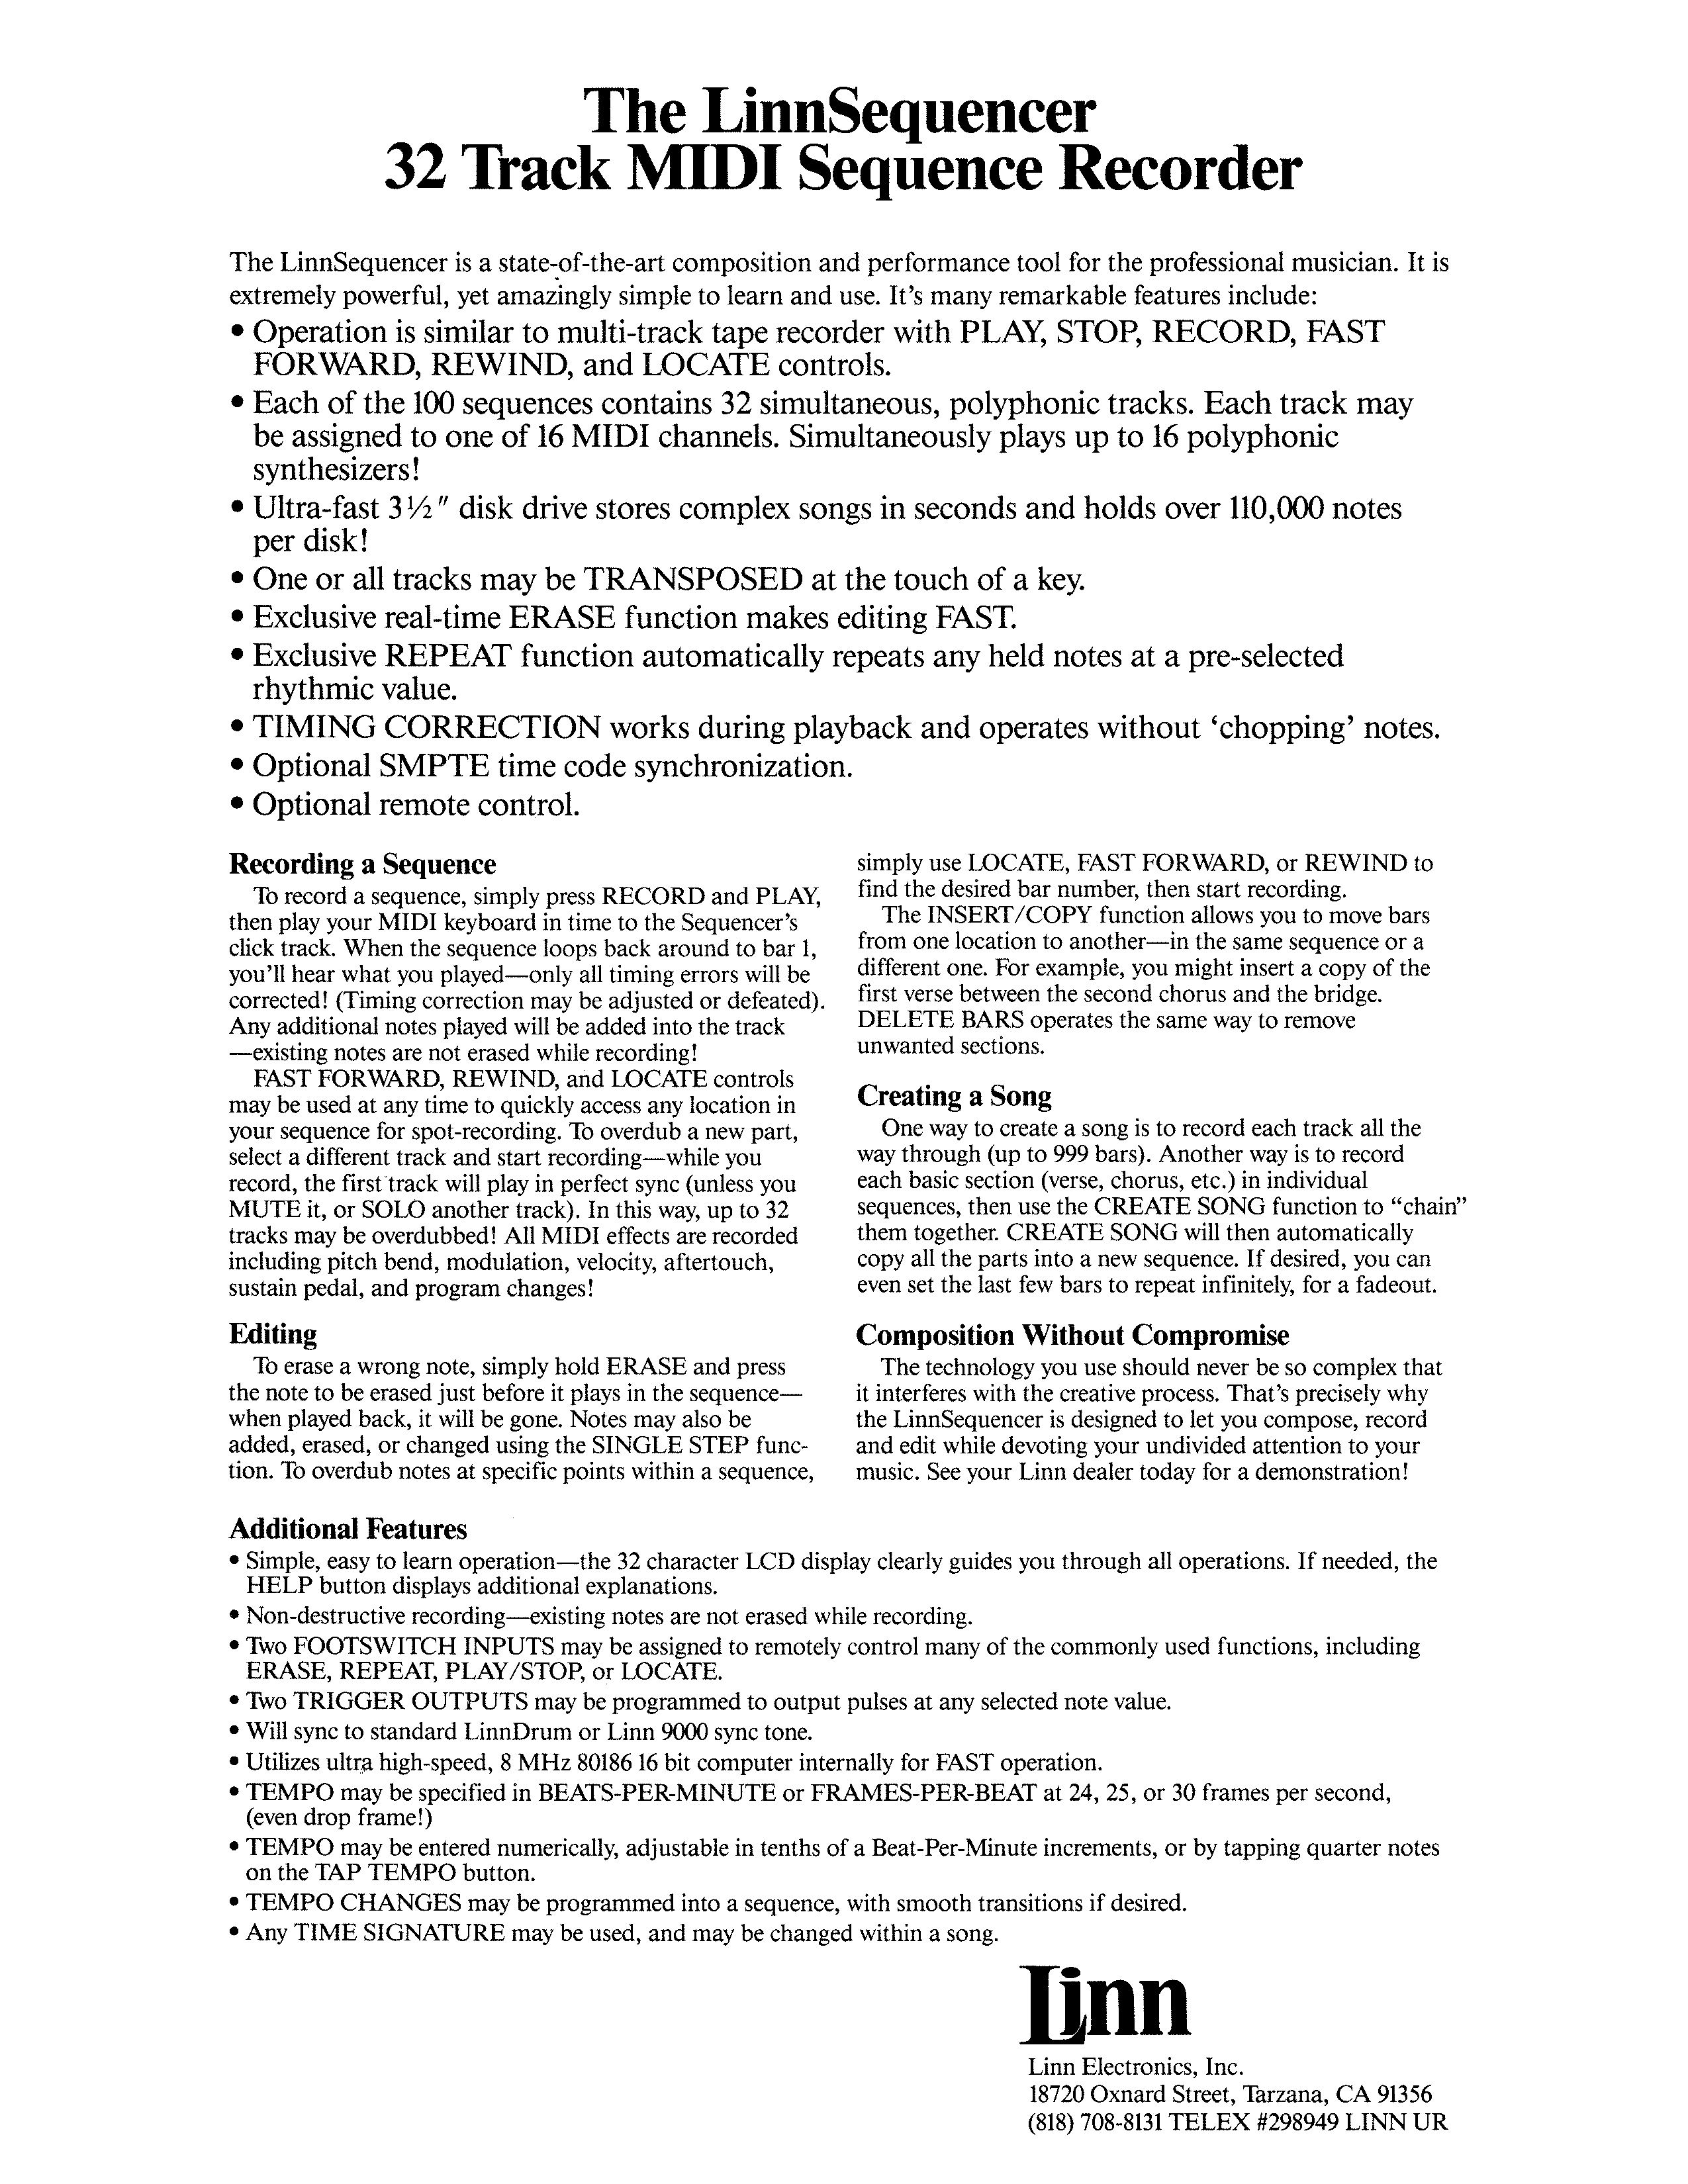 The LinnSequencer
32 Track MIDI Sequence Recorder
The LinnSequencer is a state-of-the-art composition and performance tool for the professional musician. It is
extremely powerful, yet amazingly simple to learn and use. It's many remarkable features include:
• Operation is similar to multi-track tape recorder with PLAY, STOP, RECORD, FAST
FORWARD, REWIND, and LOCATE controls.
• Each of the 100 sequences contains 32 simultaneous, polyphonic tracks. Each track may
be assigned to one of 16 MIDI channels. Simultaneously plays up to 16 polyphonic
synthesizers!
• Ultra-fast 3½" disk drive stores complex songs in seconds and holds over 110,000 notes
per disk!
• One or all tracks may be TRANSPOSED at the touch of a key.
• Exclusive real-time ERASE function makes editing FAST.
• Exclusive REPEAT function automatically repeats any held notes at a pre-selected
rhythmic value.
• TIMING CORRECTION works during playback and operates without ‘chopping’ notes.
• Optional SMPTE time code synchronization.
• Optional remote control.
Recording a Sequence
To record a sequence, simply press RECORD and PLAY,
then play your MIDI keyboard in time to the Sequencer's
click track. When the sequence loops back around to bar 1,
you'll hear what you played—only all timing errors will be
corrected! (Timing correction may be adjusted or defeated).
Any additional notes played will be added into the track
—existing notes are not erased while recording!
FAST FORWARD, REWIND, and LOCATE controls
may be used at any time to quickly access any location in
your sequence for spot-recording. To overdub a new part,
select a different track and start recording—while you
record, the first track will play in perfect sync (unless you
MUTE it, or SOLO another track). In this way, up to 32
tracks may be overdubbed! All MIDI effects are recorded
including pitch bend, modulation, velocity, aftertouch,
sustain pedal, and program changes!
Editing
To erase a wrong note, simply hold ERASE and press
the note to be erased just before it plays in the sequence—
when played back, it will be gone. Notes may also be
added, erased, or changed using the SINGLE STEP func-
tion. To overdub notes at specific points within a sequence,
simply use LOCATE, FAST FORWARD, or REWIND to
find the desired bar number, then start recording.
The INSERT/COPY function allows you to move bars
from one location to another—in the same sequence or a
different one. For example, you might insert a copy of the
first verse between the second chorus and the bridge.
DELETE BARS operates the same way to remove
unwanted sections.
Creating a Song
One way to create a song is to record each track all the
way through (up to 999 bars). Another way is to record
each basic section (verse, chorus, etc.) in individual
sequences, then use the CREATE SONG function to “chain”
them together. CREATE SONG will then automatically
copy all the parts into a new sequence. If desired, you can
even set the last few bars to repeat infinitely, for a fadeout.
Composition Without Compromise
The technology you use should never be so complex that
it interferes with the creative process. That's precisely why
the LinnSequencer is designed to let you compose, record
and edit while devoting your undivided attention to your
music. See your Linn dealer today for a demonstration!
Additional Features
• Simple, easy to learn operation—the 32 character LCD display clearly guides you through all operations. If needed, the
HELP button displays additional explanations.
• Non-destructive recording—existing notes are not erased while recording.
• Two FOOTSWITCH INPUTS may be assigned to remotely control many of the commonly used functions, including
ERASE, REPEAT, PLAY/STOP, or LOCATE.
• Two TRIGGER OUTPUTS may be programmed to output pulses at any selected note value.
• Will sync to standard LinnDrum or Linn 9000 sync tone.
• Utilizes ultra high-speed, 8 MHz 80186 16 bit computer internally for FAST operation.
• TEMPO may be specified in BEATS-PER-MINUTE or FRAMES-PER-BEAT at 24, 25, or 30 frames per second,
(even drop frame!)
• TEMPO may be entered numerically, adjustable in tenths of a Beat-Per-Minute increments, or by tapping quarter notes
on the TAP TEMPO button.
• TEMPO CHANGES may be programmed into a sequence, with smooth transitions if desired.
• Any TIME SIGNATURE may be used, and may be changed within a song.
Linn
Linn Electronics, Inc.
18720 Oxnard Street, Tarzana, CA 91356
(818) 708-8131 TELEX #298949 LINN UR